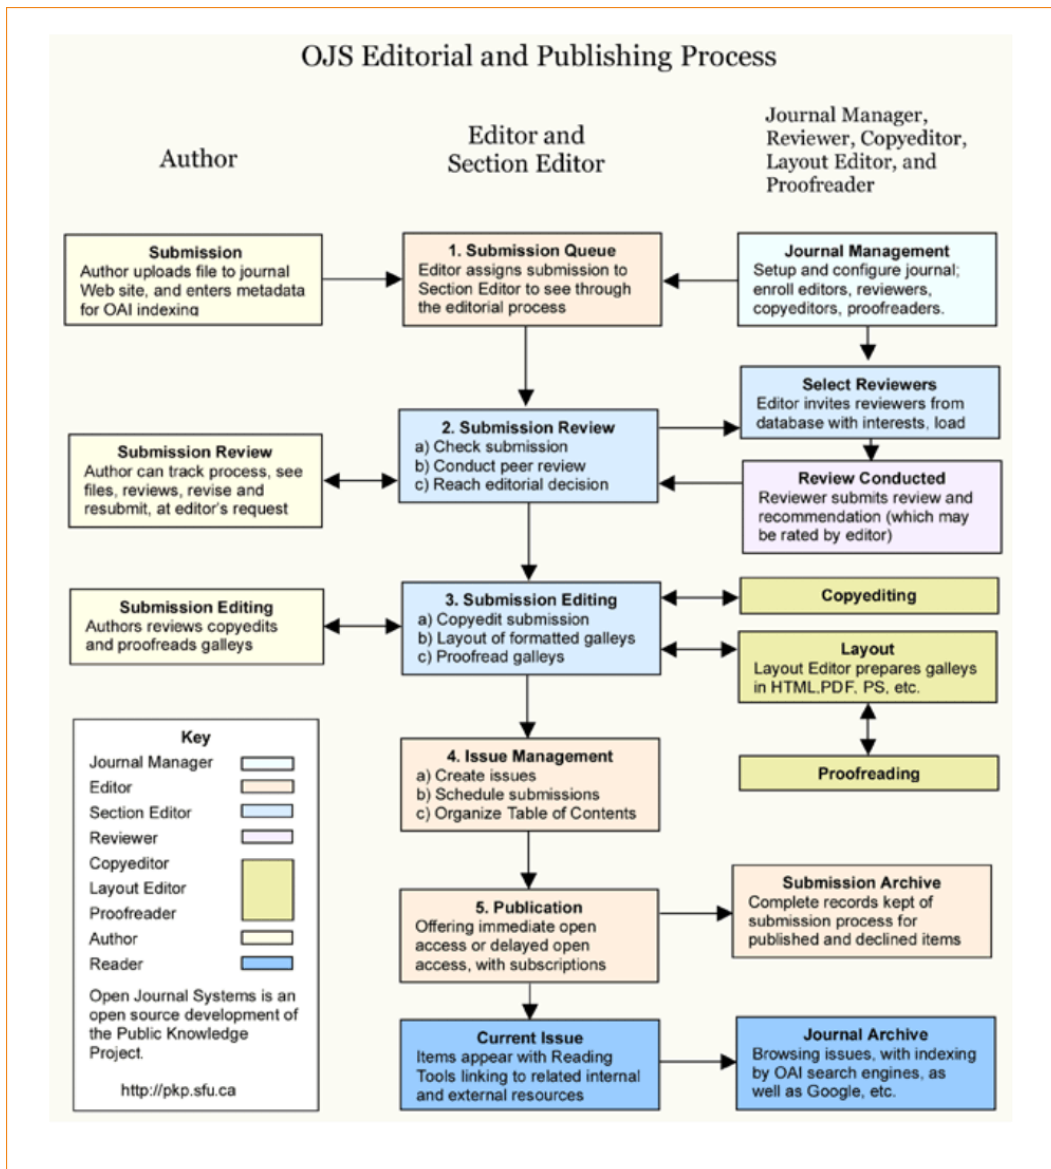 OJS Editorial and Publishing Process
Author
Editor and
Section Editor
Journal Manager,
Reviewer, Copyeditor,
Layout Editor, and
Proofreader
Submission
Author uploads file to journal
Web site, and enters metadata
for OAI indexing
1. Submission Queue
Editor assigns submission to
Section Editor to see through
the editorial process
Journal Management
Setup and configure journal;
enroll editors, reviewers,
copyeditors, proofreaders.
Select Reviewers
Editor invites reviewers from
database with interests, load
Submission Review
Author can track process, see
files, reviews, revise and
resubmit, at editor's request
2. Submission Review
a) Check submission
b) Conduct peer review
c) Reach editorial decision
Review Conducted
Reviewer submits review and
recommendation (which may
be rated by editor)
Submission Editing
Authors reviews copyedits
and proofreads galleys
3. Submission Editing
a) Copyedit submission
b) Layout of formatted galleys
c) Proofread galleys
Copyediting
Layout
Layout Editor prepares galleys
in HTML,PDF, PS, etc.
Proofreading
4. Issue Management
a) Create issues
b) Schedule submissions
c) Organize Table of Contents
5. Publication
Offering immediate open
access or delayed open
access, with subscriptions
Submission Archive
Complete records kept of
submission process for
published and declined items
Current Issue
Items appear with Reading
Tools linking to related internal
and external resources
Journal Archive
Browsing issues, with indexing
by OAI search engines, as
well as Google, etc.
Key
Journal Manager
Editor
Section Editor
Reviewer
Copyeditor
Layout Editor
Proofreader
Author
Reader
Open Journal Systems is an
open source development of
the Public Knowledge
Project.
http://pkp.sfu.ca